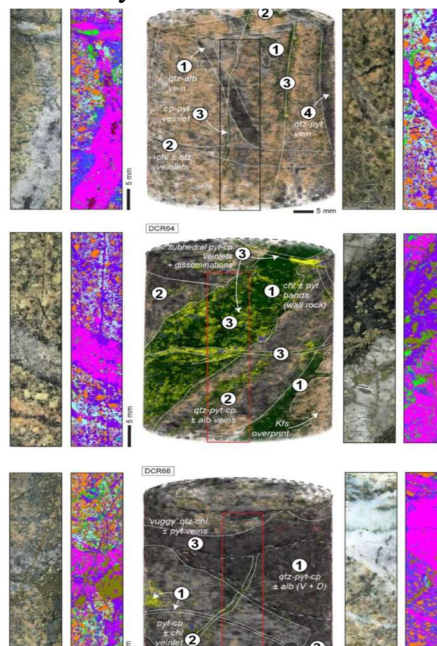 2
1
1
qtz-alb
vein
3
cp-pyt
veinlet
3
4
qtz-pyt
vein
2
chl ± qtz
veinlets
5 mm
5 mm
DCR64
subhedral pyt-cp
veinlets
+ disseminations
3
2
1
chl ± pyt
bands
(wall rock)
3
3
2
qtz-pyt-cp
± alb veins
1
Kfs
overprint
5 mm
DCR66
vuggy qtz-chl
± pyt veins
3
1
qtz-pyt-cp
± alb (V + D)
1
pyt-cp
± chl
veinlet
2